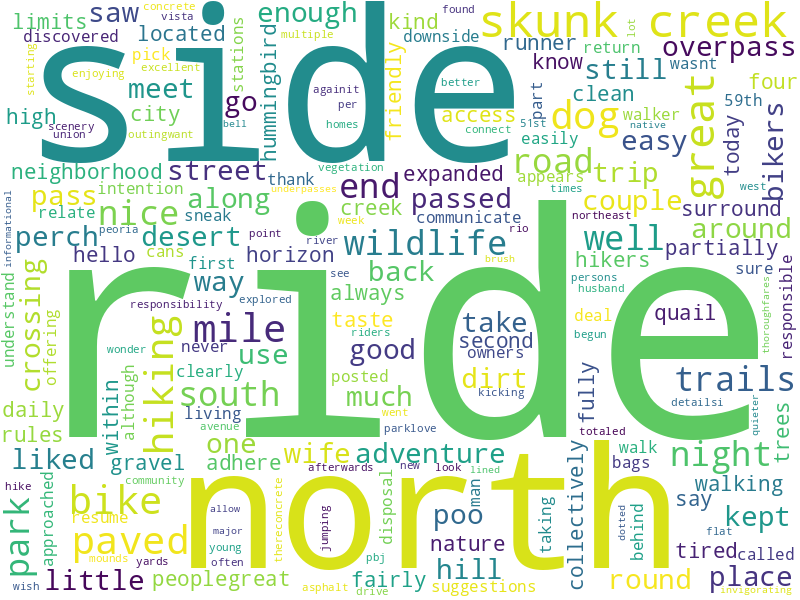 limits
saw
enough
kind
skunk creek
side
concrete
vista
found
multiple
discovered
located
downside
runner
lot
overpass
starting
enjoying
pick
excellent
stations
hummingbird
friendly
return
wasnt
know
still
meet
go
againit
part
clean
great
four
high
city
per
access
dog
walker
59th
scenery
union
outingwant
bell
homes
51st
connect
easily
better
native
easy
today
bikers
neighborhood
street
vegetation
road
appears
trip
west
thank
expanded
underpasses
end
times
couple
intention
pass
nice
along
creek
passed
surround
relate
sneak
week
communicate
northeast
around
informational
perch
peoria
desert
point
river
rio
wildlife
well
partially
hello
cans
first
horizon
see
brush
persons
hikers
sure
understand
crossing
offering
way
explored
back
husband
responsible
ride
responsibility
always
deal
quail
thoroughfares
mile
riders
taste
take
second
begun
wonder
never
although
hiking
use
good
owners
clearly
posted
dirt
trails
kicking
fully
detailsi
living
south
much
went
daily
within
quieter
rules
avenue
parklove
totaled
trees
one
wife
adventure
liked
gravel
adhere
night
walk
hike
community
afterwards
new
look
lined
bags
walking
park
approached
bike
north
allow
disposal
poo
man
say
resume
major
jumping
taking
collectively
dotted
behind
kept
paved
young
thereconcrete
nature
flat
tired
called
mounds
yards
often
pbj
hill
wish
little
peoplegreat
asphalt
drive
fairly
suggestions
round
place
invigorating